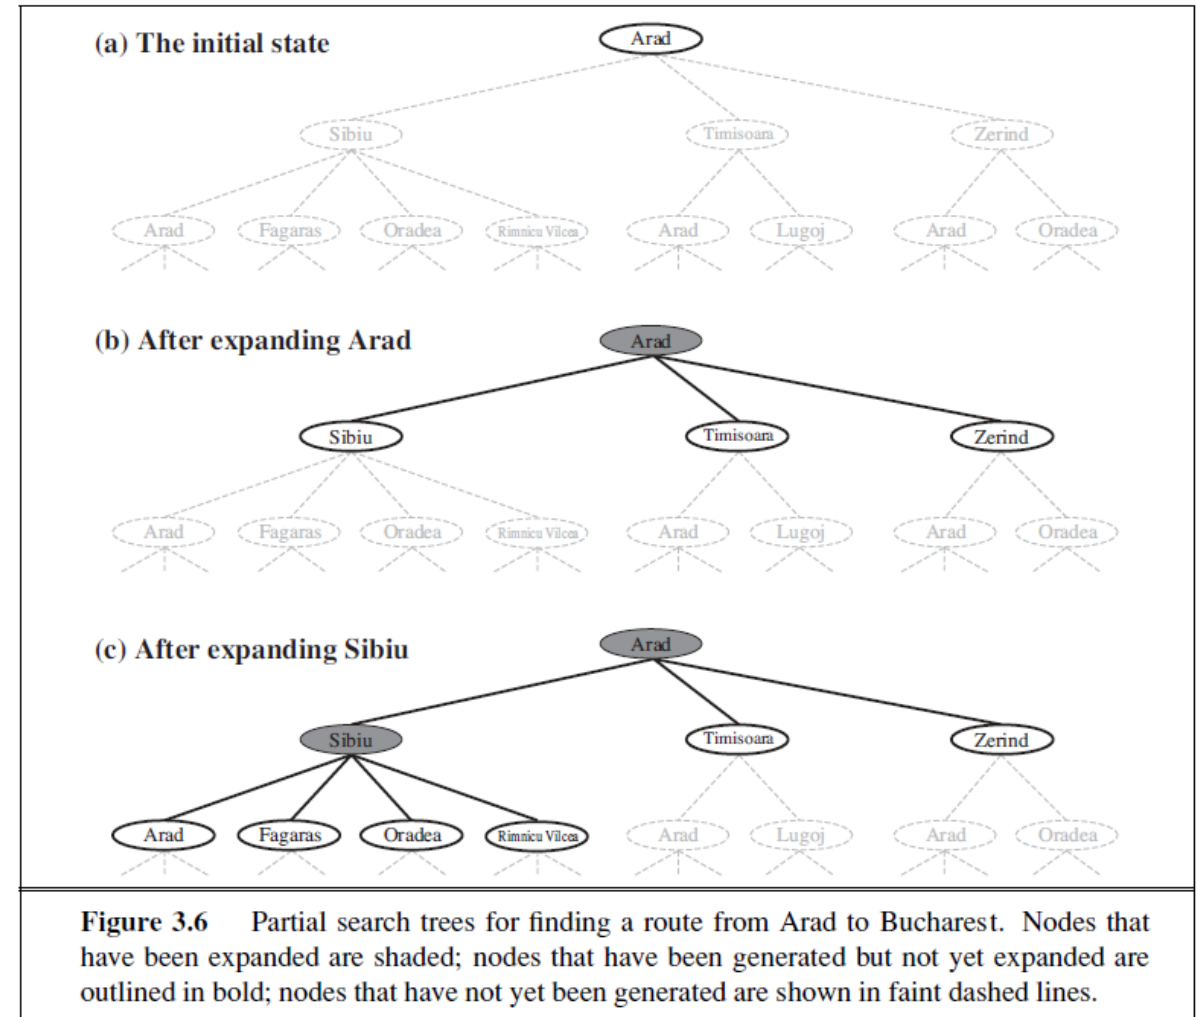 (a) The initial state
Arad
Sibiu Timisoara Zerind
Arad Fagaras Oradea Rimnicu Vilcea Arad Lugoj Arad Oradea
(b) After expanding Arad
Arad
Sibiu Timisoara Zerind
Arad Fagaras Oradea Rimnicu Vilcea Arad Lugoj Arad Oradea
(c) After expanding Sibiu
Arad
Sibiu Timisoara Zerind
Arad Fagaras Oradea Rimnicu Vilcea Arad Lugoj Arad Oradea
Figure 3.6 Partial search trees for finding a route from Arad to Bucharest. Nodes that
have been expanded are shaded; nodes that have been generated but not yet expanded are
outlined in bold; nodes that have not yet been generated are shown in faint dashed lines.